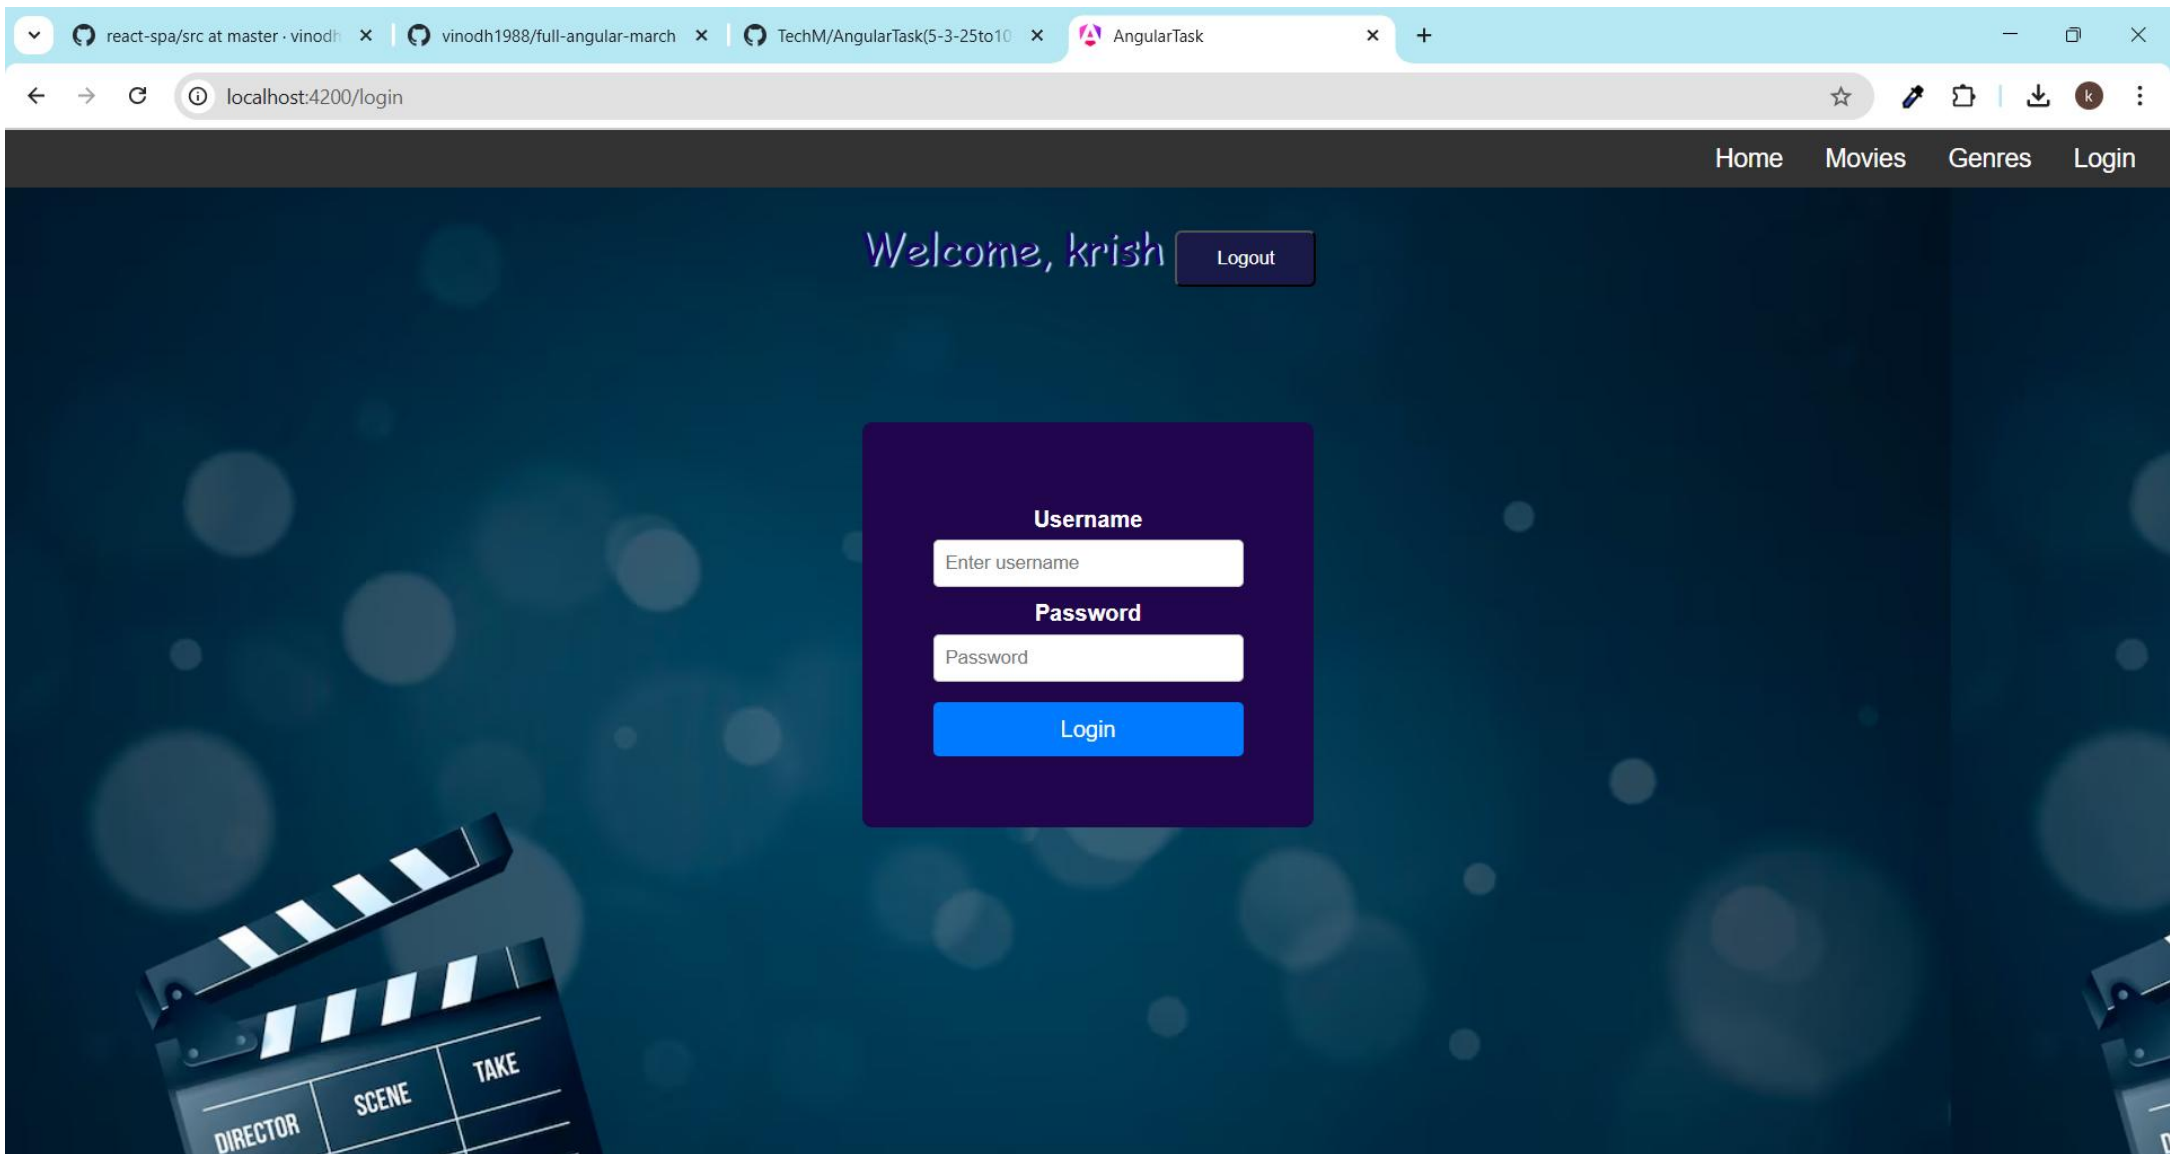 react-spa/src at master · vinodh
vinodh1988/full-angular-march
TechM/AngularTask(5-3-25to10
AngularTask
localhost:4200/login
k
Home Movies Genres Login
Welcome, krish Logout
Username
Enter username
Password
Password
Login
DIRECTOR SCENE TAKE